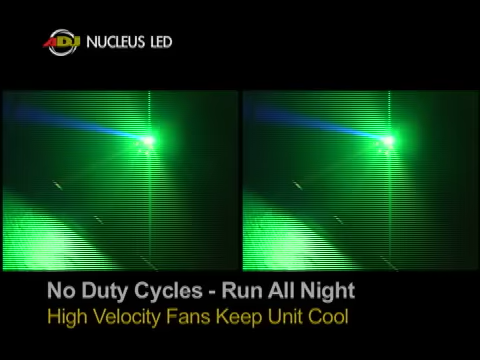 ADJ NUCLEUS LED
No Duty Cycles - Run All Night
High Velocity Fans Keep Unit Cool